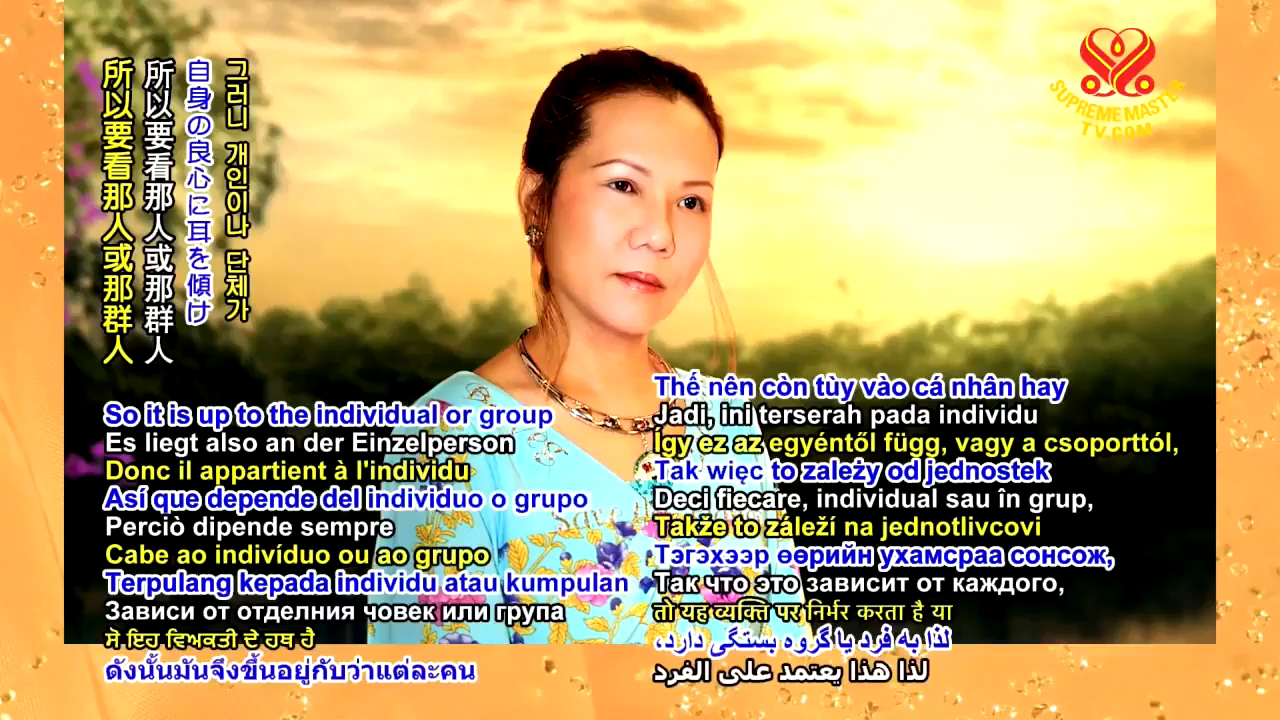 所以要看那人或那群人
所以要看那人或那群人
自身の良心に耳を傾け
그러니 개인이나 단체가
SUPREME MASTER
TV.COM
So it is up to the individual or group
Es liegt also an der Einzelperson
Donc il appartient à l'individu
Así que depende del individuo o grupo
Perciò dipende sempre
Cabe ao indivíduo ou ao grupo
Terpulang kepada individu atau kumpulan
Зависи от отделния човек или група
ਸੋ ਇਹ ਵਿਅਕਤੀ ਦੇ ਹਥ ਹੈ
ดังนั้นมันจึงขึ้นอยู่กับว่าแต่ละคน
Thế nên còn tùy vào cá nhân hay
Jadi, ini terserah pada individu
Így ez az egyéntől függ, vagy a csoporttól,
Tak więc to zależy od jednostek
Deci fiecare, individual sau în grup,
Takže to záleží na jednotlivcovi
Тэгэхээр өөрийн ухамсраа сонсож,
Так что это зависит от каждого,
तो यह व्यक्ति पर निर्भर करता है या
لذا به فرد یا گروه بستگی دارد،
لذا هذا يعتمد على الفرد